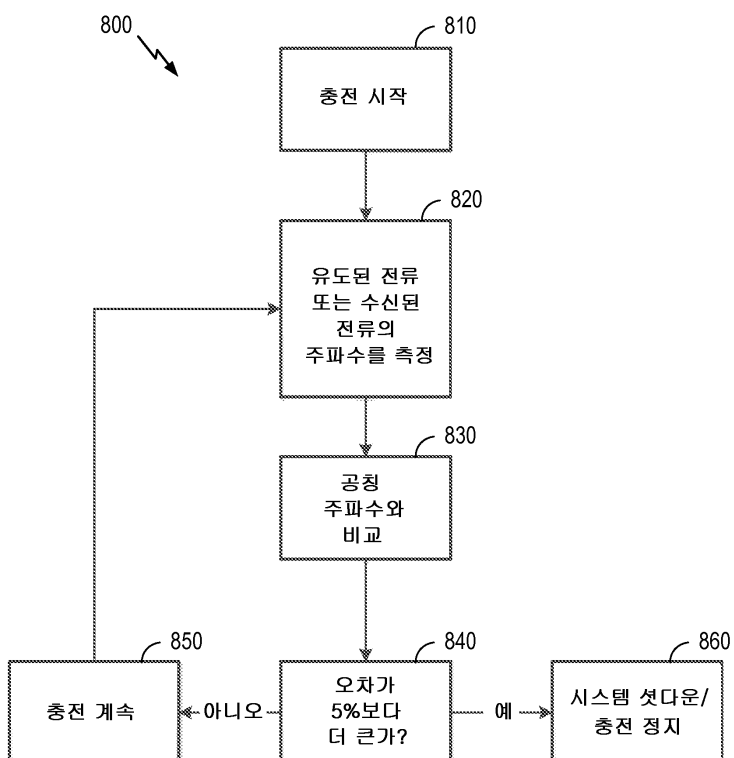 800
810
충전 시작
820
유도된 전류
또는 수신된
전류의
주파수를 측정
830
공칭
주파수와
비교
850
충전 계속
840
오차가
5%보다
더 큰가?
아니오
예
860
시스템 셧다운/
충전 정지